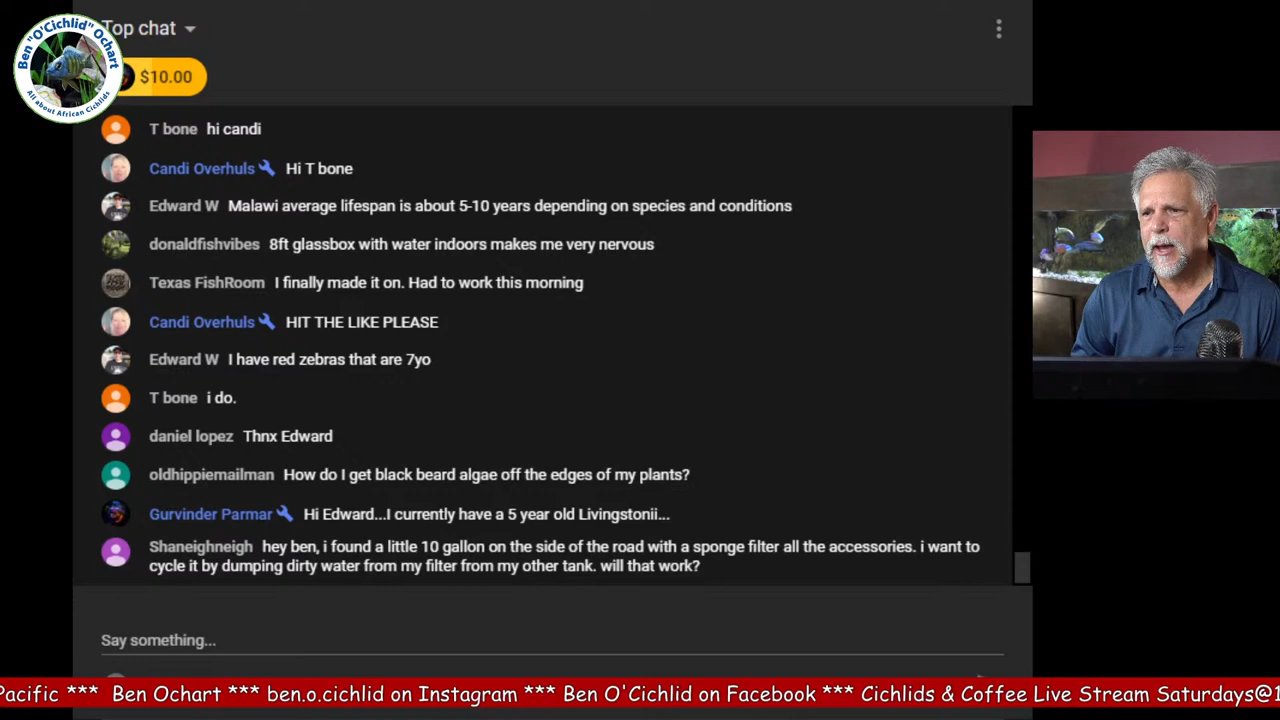 Ben "O'Cichlid" Ochart
All about African Cichlids
Top chat
$10.00
T bone hi candi
Candi Overhuls Hi T bone
Edward W Malawi average lifespan is about 5-10 years depending on species and conditions
donaldfishvibes 8ft glassbox with water indoors makes me very nervous
Texas FishRoom I finally made it on. Had to work this morning
Candi Overhuls HIT THE LIKE PLEASE
Edward W I have red zebras that are 7yo
T bone i do.
daniel lopez Thnx Edward
oldhippiemailman How do I get black beard algae off the edges of my plants?
Gurvinder Parmar Hi Edward...I currently have a 5 year old Livingstonii...
Shaneighneigh hey ben, i found a little 10 gallon on the side of the road with a sponge filter all the accessories. i want to
cycle it by dumping dirty water from my filter from my other tank. will that work?
Say something...
Pacific *** Ben Ochart *** ben.o.cichlid on Instagram *** Ben O'Cichlid on Facebook *** Cichlids & Coffee Live Stream Saturdays@1